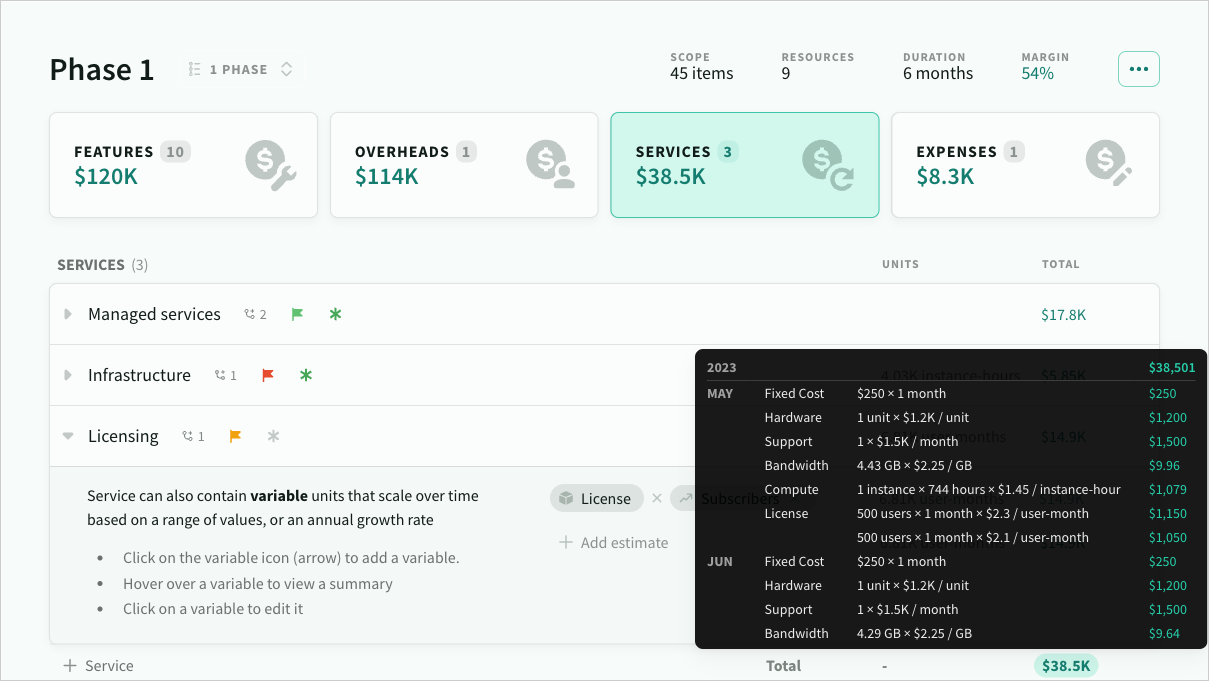 Phase 1
1 PHASE
SCOPE
45 items
RESOURCES
9
DURATION
6 months
MARGIN
54%
FEATURES 10
$120K
OVERHEADS 1
$114K
SERVICES 3
$38.5K
EXPENSES 1
$8.3K
SERVICES (3) UNITS TOTAL
Managed services 2 $17.8K
Infrastructure 1 4.03K instance-hours $5.85K
Licensing 1 months $14.9K
Service can also contain variable units that scale over time
based on a range of values, or an annual growth rate
• Click on the variable icon (arrow) to add a variable.
• Hover over a variable to view a summary
• Click on a variable to edit it
License × Subscribers 6.81K user-months
+ Add estimate
2023 $38,501
MAY Fixed Cost $250 × 1 month $250
Hardware 1 unit × $1.2K / unit $1,200
Support 1 × $1.5K / month $1,500
Bandwidth 4.43 GB × $2.25 / GB $9.96
Compute 1 instance × 744 hours × $1.45 / instance-hour $1,079
License 500 users × 1 month × $2.3 / user-month $1,150
500 users × 1 month × $2.1 / user-month $1,050
JUN Fixed Cost $250 × 1 month $250
Hardware 1 unit × $1.2K / unit $1,200
Support 1 × $1.5K / month $1,500
Bandwidth 4.29 GB × $2.25 / GB $9.64
+ Service Total - $38.5K